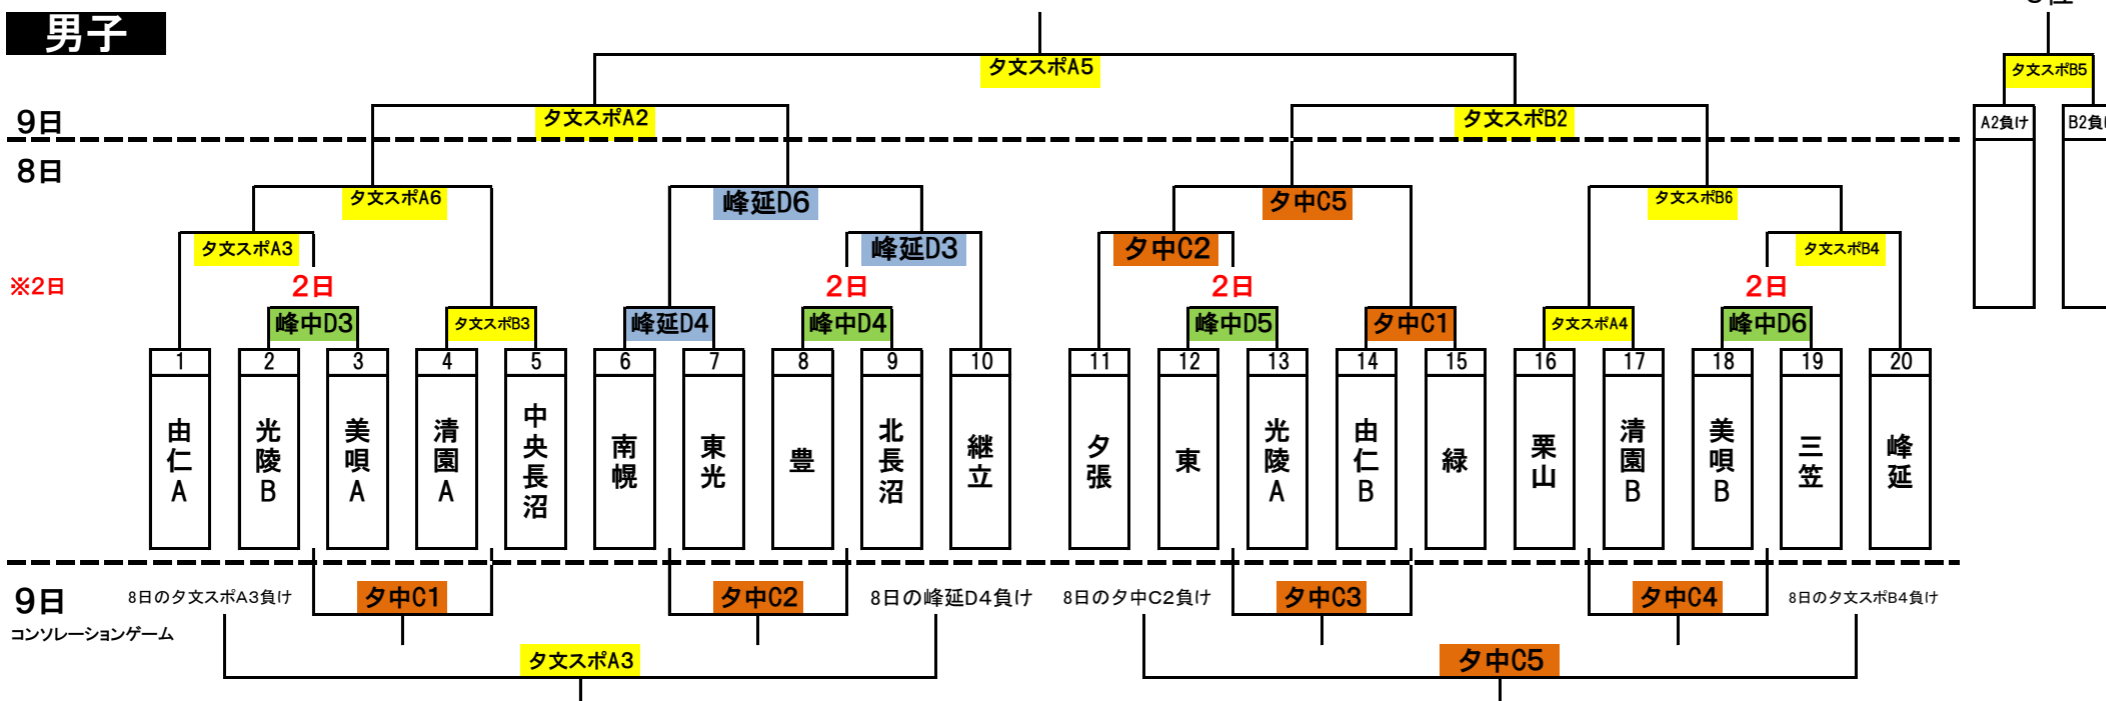 男子
夕文スポA5
夕文スポB5
9日
夕文スポA2
夕文スポB2
A2負け
8日
夕文スポA6
峰延D6
夕中C5
夕文スポB6
夕文スポA3
峰延D3
夕中C2
夕文スポB4
※2日
2日
2日
2日
2日
峰中D3
夕文スポB3
峰延D4
峰中D4
峰中D5
夕中C1
夕文スポA4
峰中D6
1 2 3 4 5 6 7 8 9 10 11 12 13 14 15 16 17 18 19 20
由仁A
光陵B
美唄A
清園A
中央長沼
南幌
東光
豊
北長沼
継立
夕張
東
光陵A
由仁B
緑
栗山
清園B
美唄B
三笠
峰延
9日
コンソレーションゲーム
8日の夕文スポA3負け
夕中C1
夕中C2
8日の峰延D4負け
8日の夕中C2負け
夕中C3
夕中C4
8日の夕文スポB4負け
夕文スポA3
夕中C5